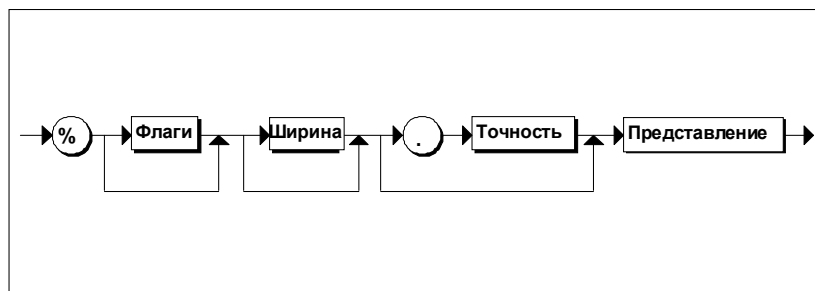 % Флаги Ширина . Точность Представление